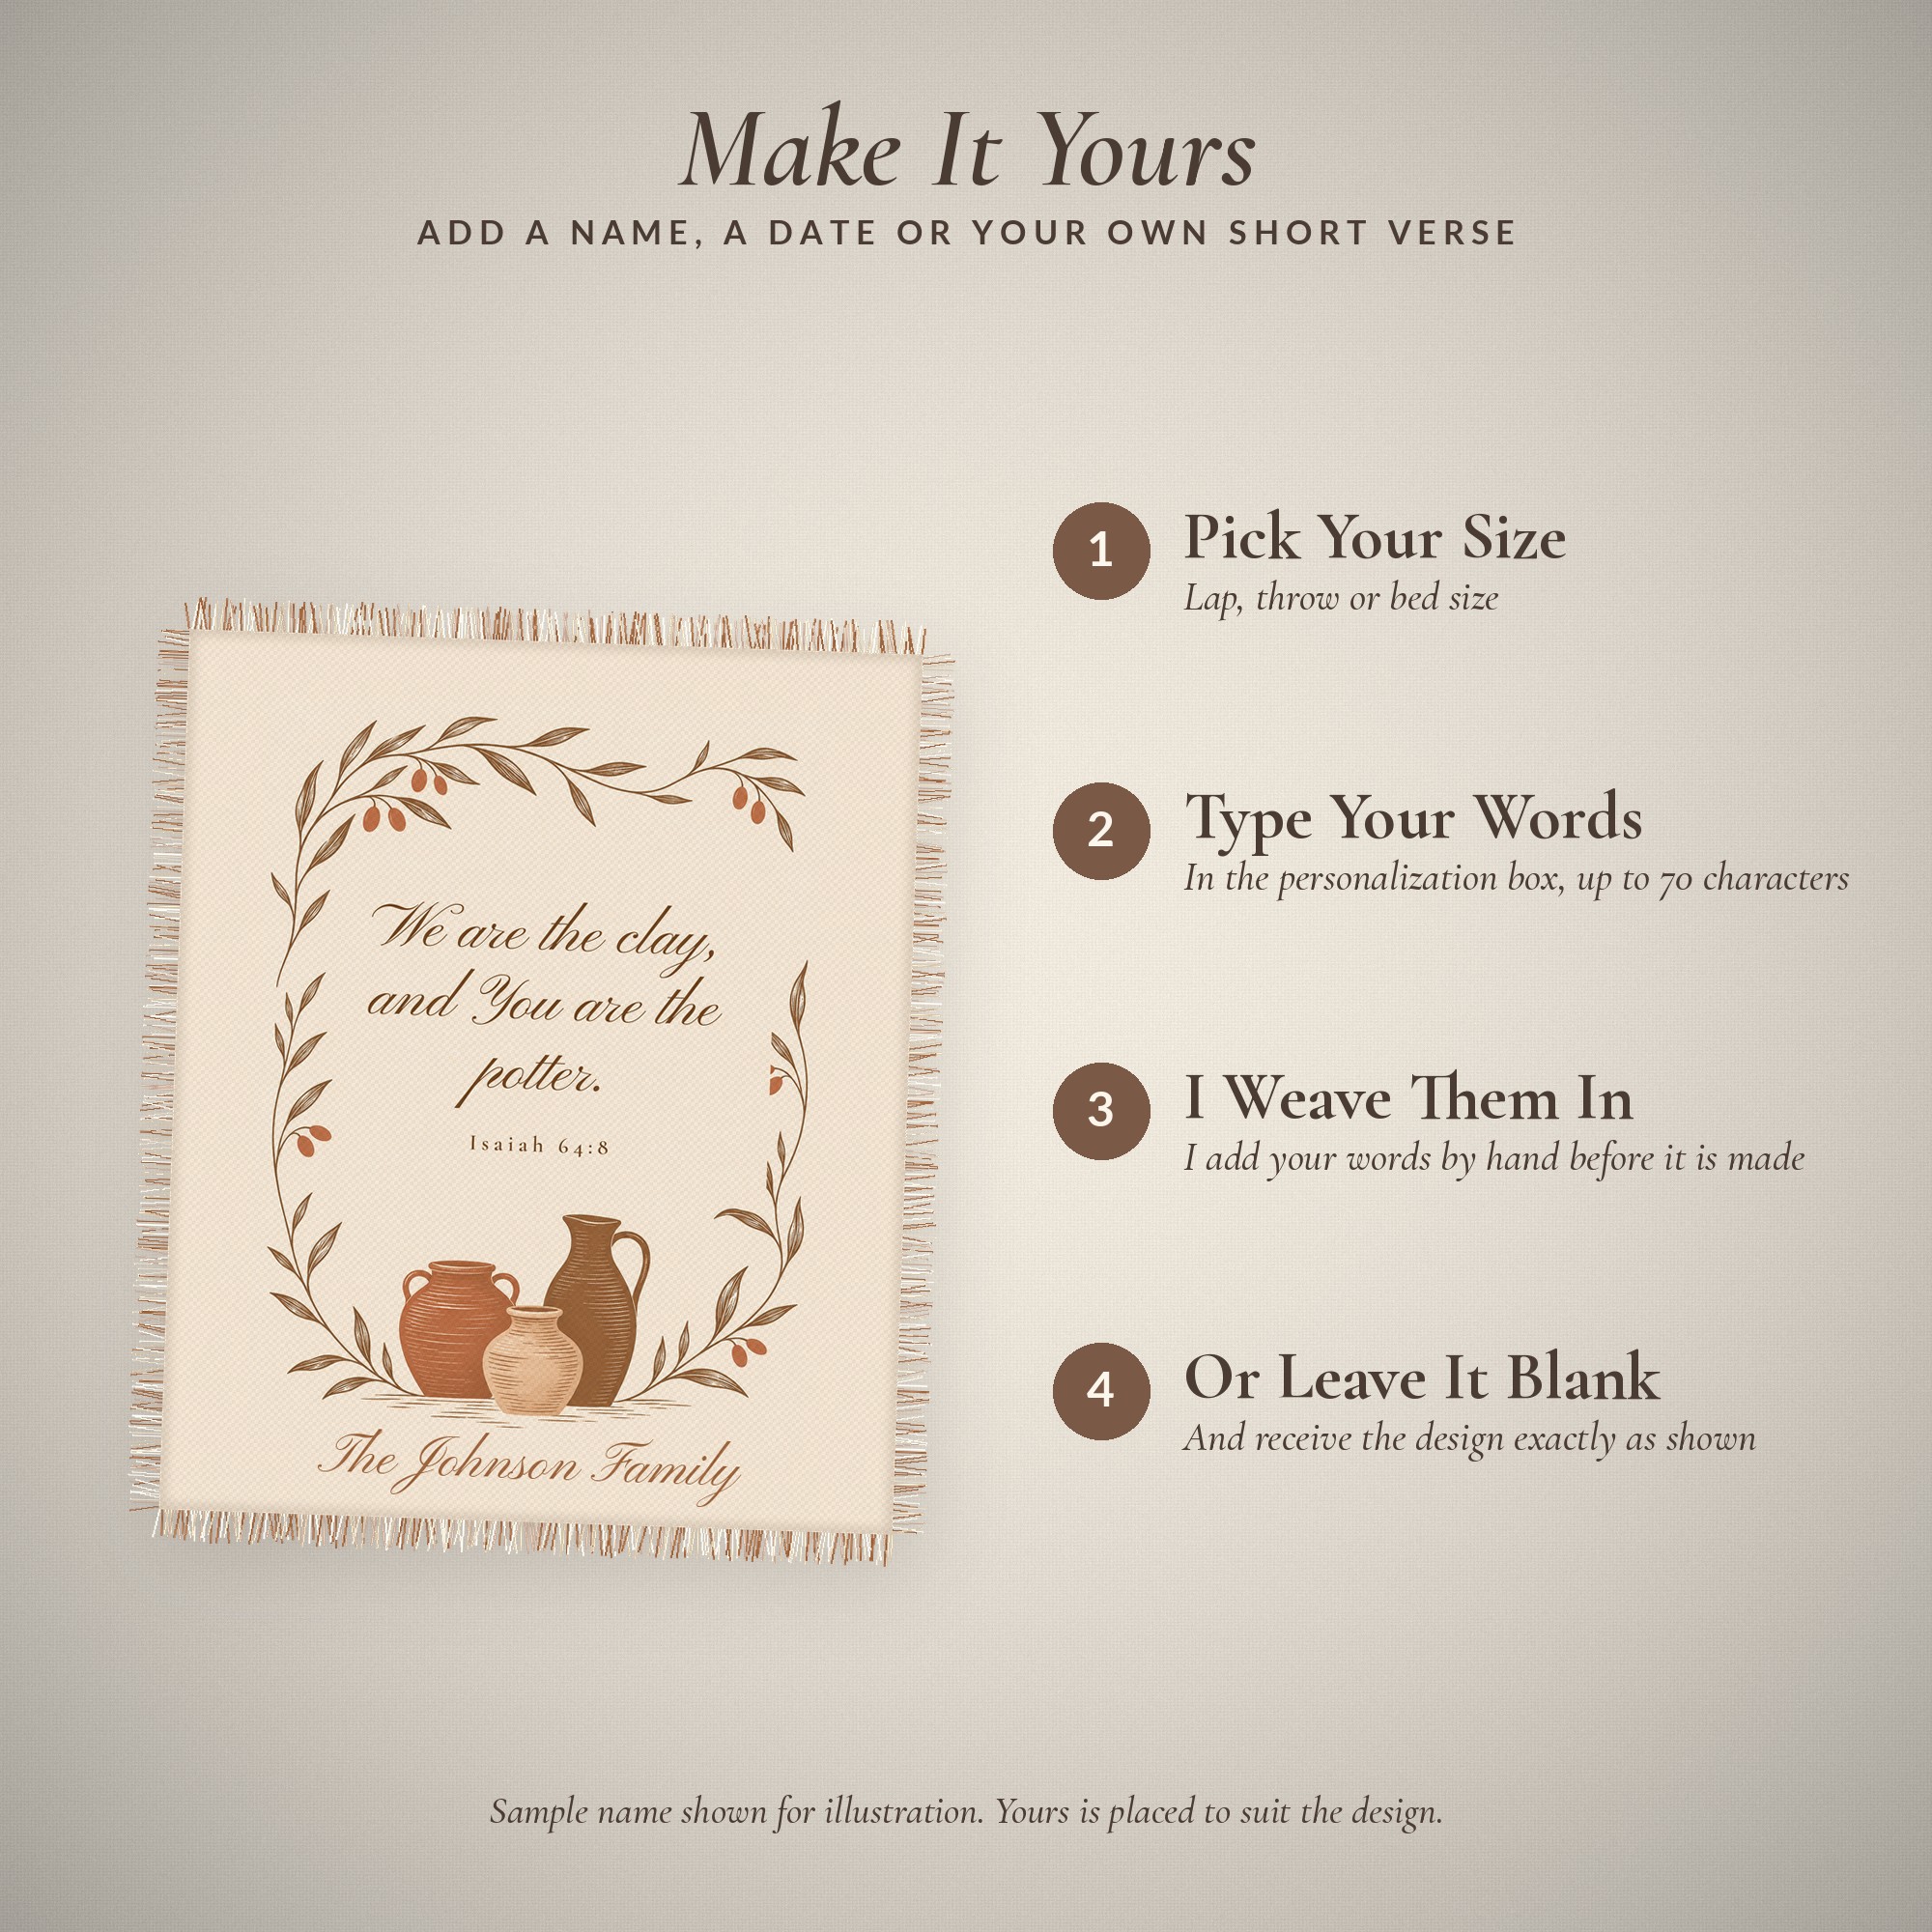 Make It Yours
ADD A NAME, A DATE OR YOUR OWN SHORT VERSE
We are the clay,
and You are the
potter.
Isaiah 64:8
The Johnson Family
1
Pick Your Size
Lap, throw or bed size
2
Type Your Words
In the personalization box, up to 70 characters
3
I Weave Them In
I add your words by hand before it is made
4
Or Leave It Blank
And receive the design exactly as shown
Sample name shown for illustration. Yours is placed to suit the design.